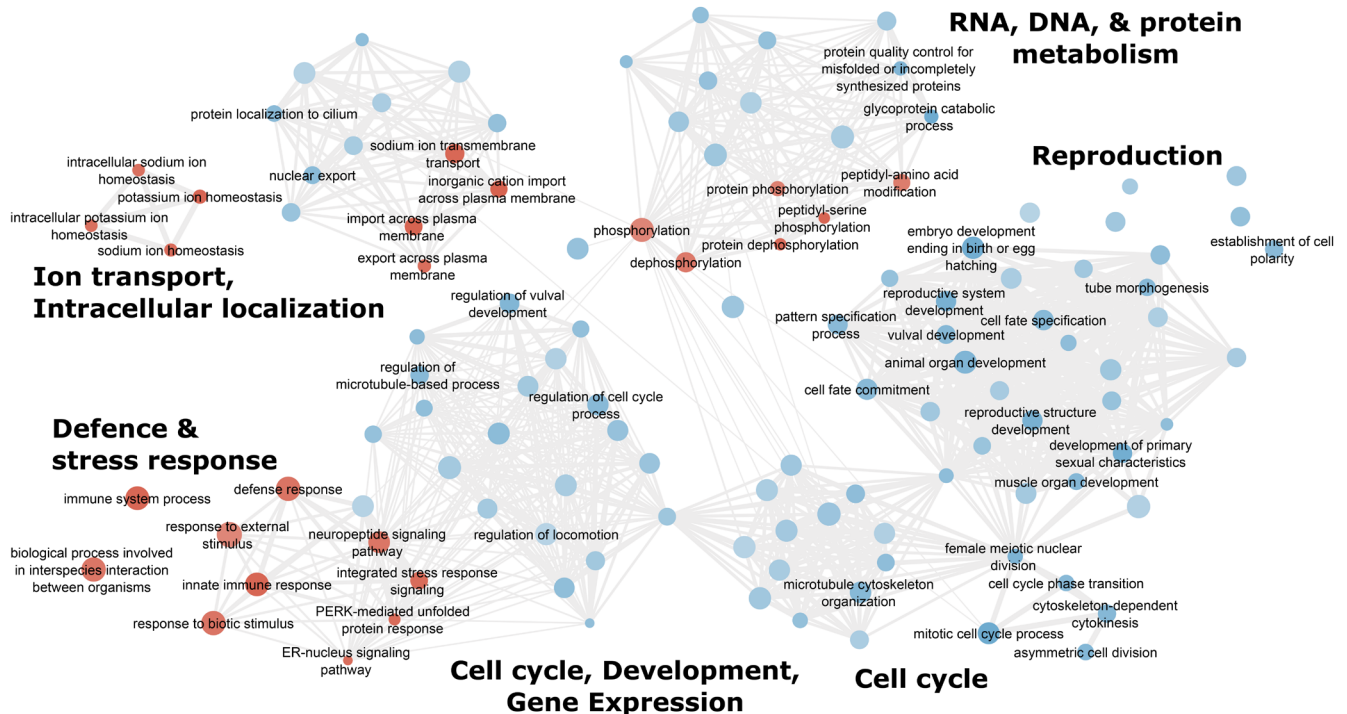 RNA, DNA, & protein
metabolism
protein quality control for
misfolded or incompletely
synthesized proteins
glycoprotein catabolic
process
protein localization to cilium
sodium ion transmembrane
transport
intracellular sodium ion
homeostasis
nuclear export
inorganic cation import
across plasma membrane
potassium ion homeostasis
intracellular potassium ion
homeostasis
import across plasma
membrane
sodium ion homeostasis
export across plasma
membrane
Ion transport,
Intracellular localization
protein phosphorylation
peptidyl-amino acid
modification
peptidyl-serine
phosphorylation
phosphorylation
protein dephosphorylation
dephosphorylation
Reproduction
embryo development
ending in birth or egg
hatching
establishment of cell
polarity
tube morphogenesis
reproductive system
development
pattern specification
process
cell fate specification
vulval development
animal organ development
cell fate commitment
reproductive structure
development
development of primary
sexual characteristics
muscle organ development
regulation of vulval
development
regulation of
microtubule-based process
regulation of cell cycle
process
regulation of locomotion
Defence &
stress response
immune system process
defense response
response to external
stimulus
neuropeptide signaling
pathway
biological process involved
in interspecies interaction
between organisms
innate immune response
integrated stress response
signaling
response to biotic stimulus
PERK-mediated unfolded
protein response
ER-nucleus signaling
pathway
Cell cycle, Development,
Gene Expression
microtubule cytoskeleton
organization
female meiotic nuclear
division
cell cycle phase transition
cytoskeleton-dependent
cytokinesis
mitotic cell cycle process
asymmetric cell division
Cell cycle